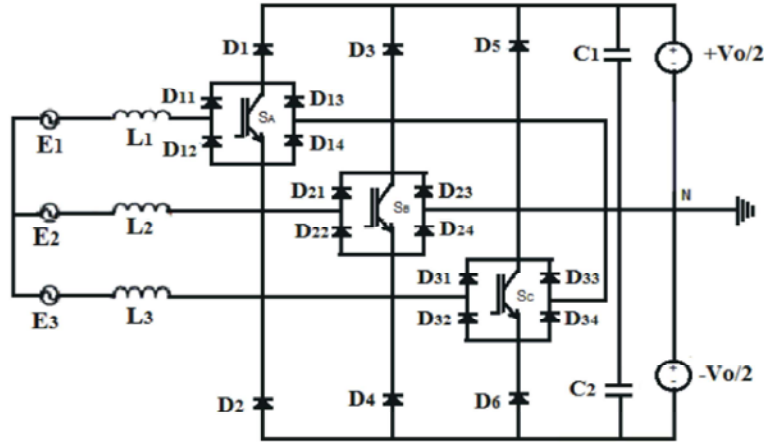 D1
D3
D5
C1
+Vo/2
D11
D13
SA
E1
L1
D12
D14
D21
D23
SB
N
E2
L2
D22
D24
D31
D33
SC
E3
L3
D32
D34
C2
-Vo/2
D2
D4
D6